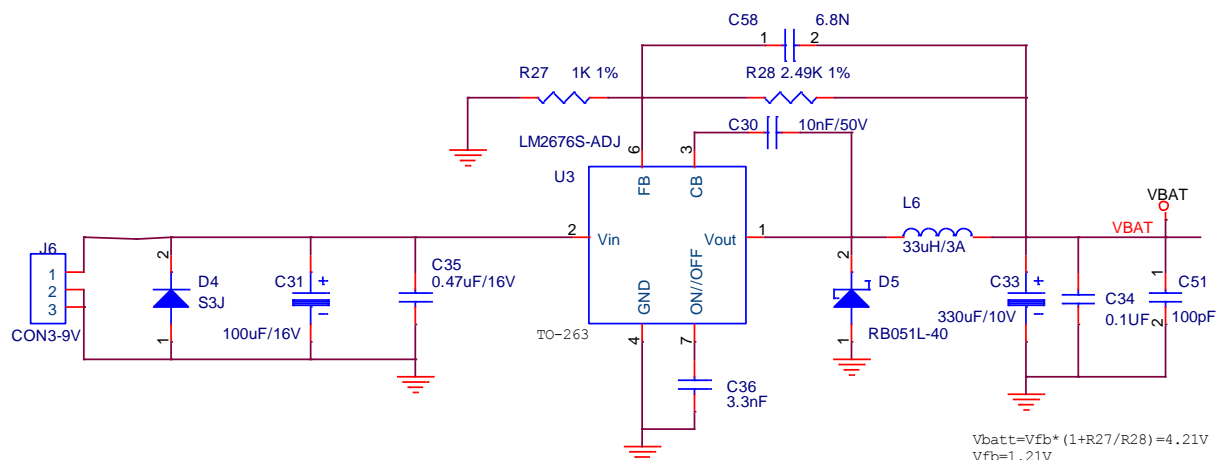 C58 6.8N
1 2
R27 1K 1% R28 2.49K 1%
C30 10nF/50V
LM2676S-ADJ
6 3
U3
FB CB
L6
VBAT
2 Vin Vout 1
VBAT
33uH/3A
J6
1
2
3
CON3-9V
2
D4
S3J
1
C31
100uF/16V
C35
0.47uF/16V
GND ON//OFF
TO-263
4 7
C36
3.3nF
2
D5
1
RB051L-40
C33
330uF/10V
C34
0.1UF
1
C51
2
100pF
Vbatt=Vfb*(1+R27/R28)=4.21V
Vfb=1.21V